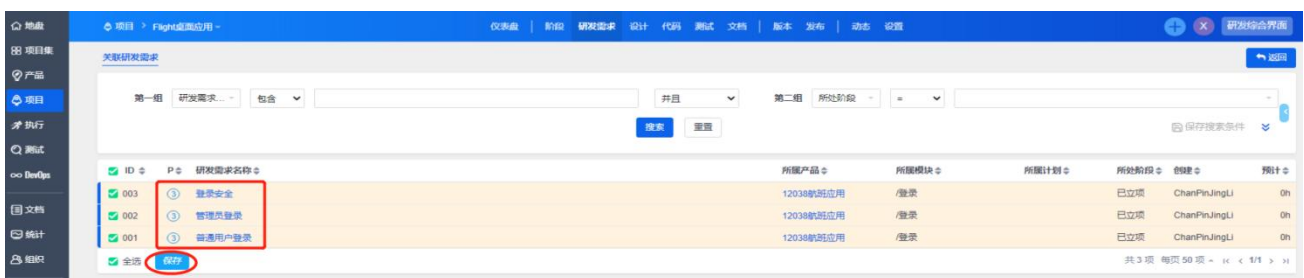 地盘
项目集
产品
项目
执行
测试
DevOps
文档
统计
组织
项目 > Flight桌面应用
仪表盘 | 阶段 研发需求 设计 代码 测试 文档 | 版本 发布 | 动态 设置
研发综合界面
关联研发需求
返回
第一组 研发需求... 包含 并且 第二组 所处阶段 =
搜索 重置 保存搜索条件
ID P 研发需求名称 所属产品 所属模块 所属计划 所处阶段 创建 预计
003 3 登录安全 12038航班应用 /登录 已立项 ChanPinJingLi 0h
002 3 管理员登录 12038航班应用 /登录 已立项 ChanPinJingLi 0h
001 3 普通用户登录 12038航班应用 /登录 已立项 ChanPinJingLi 0h
全选 保存 共 3 项 每页 50 项 1/1